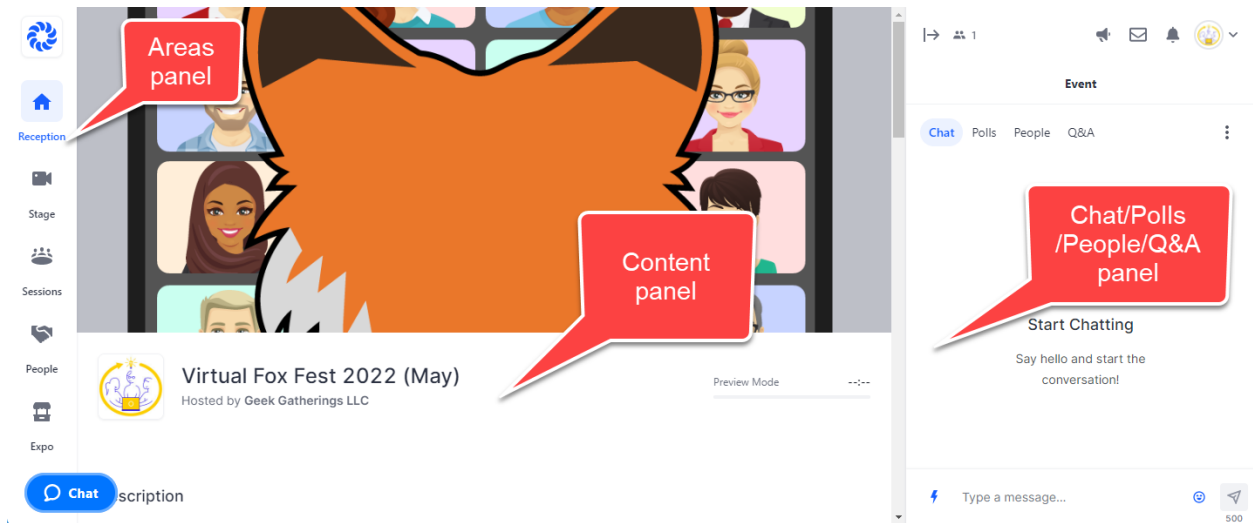 Areas
panel
1
Event
Reception
Chat Polls People Q&A
Stage
Chat/Polls
/People/Q&A
panel
Content
panel
Sessions
Start Chatting
Say hello and start the
conversation!
People
Virtual Fox Fest 2022 (May)
Hosted by Geek Gatherings LLC
Preview Mode --:--
Expo
Chat
scription
Type a message...
500